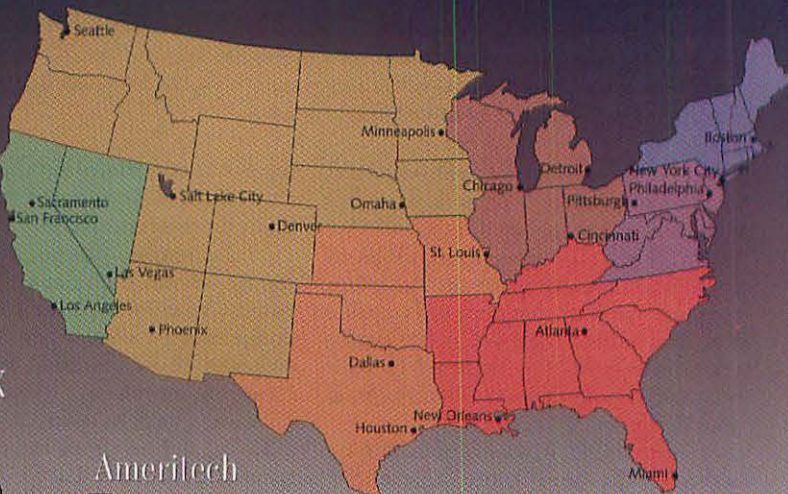 Seattle
Minneapolis
Boston
Detroit
New York City
Chicago
Philadelphia
Salt Lake City
Sacramento
Omaha
Pittsburgh
San Francisco
Denver
Cincinnati
St. Louis
Las Vegas
Los Angeles
Phoenix
Atlanta
Dallas
New Orleans
Houston
Ameritech
Miami